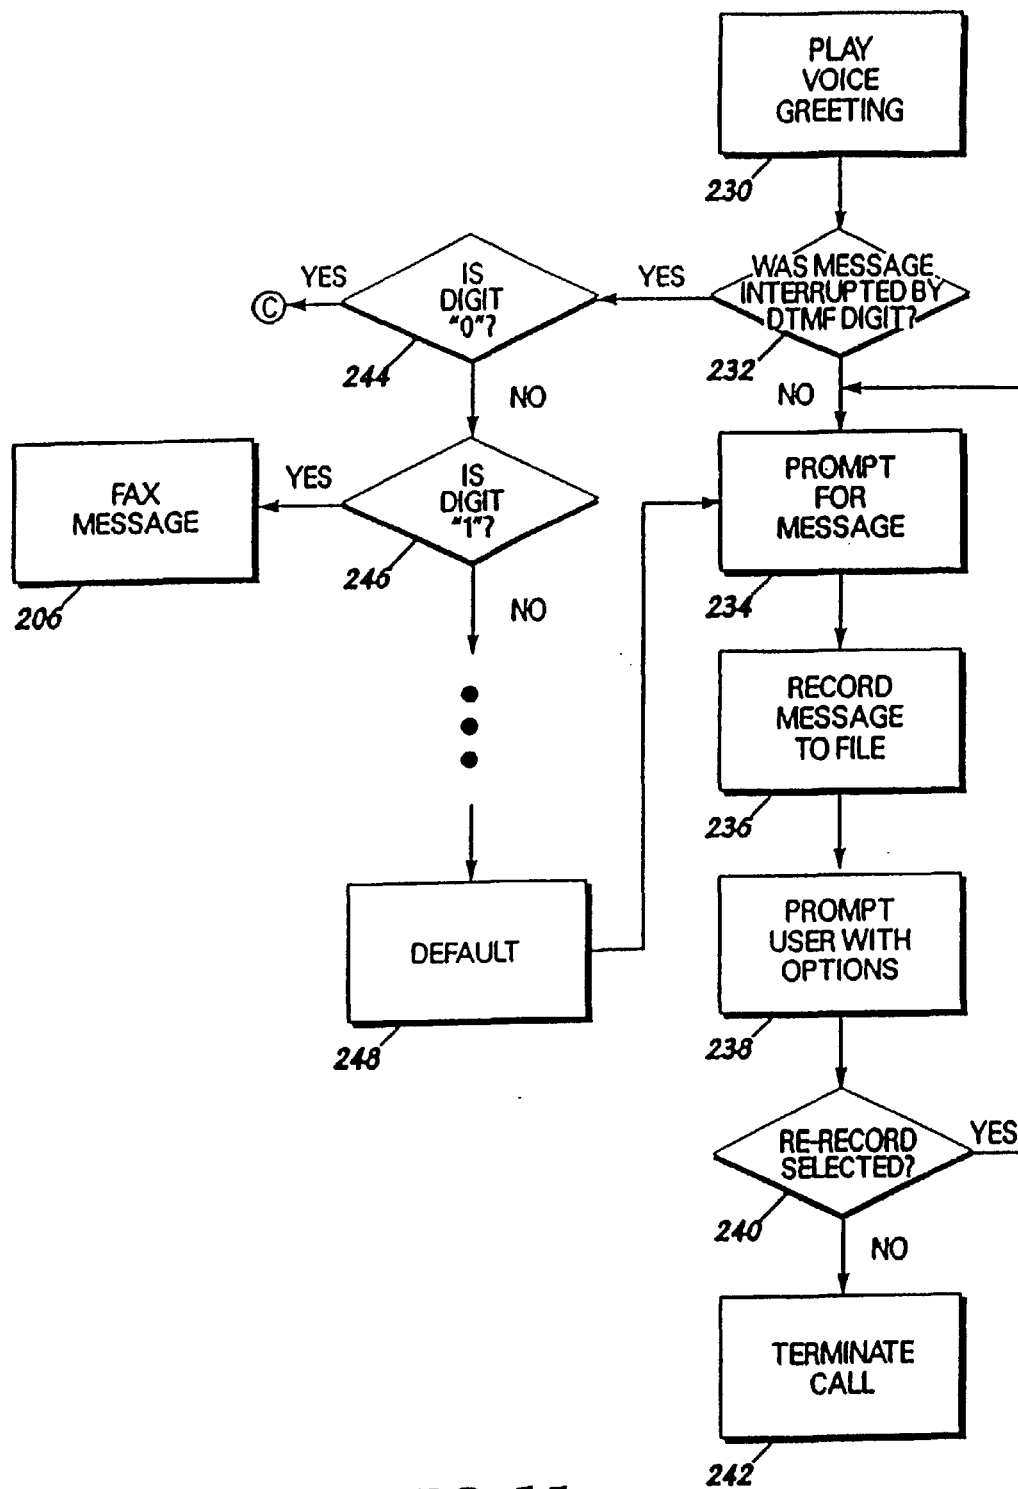 PLAY
VOICE
GREETING
230
WAS MESSAGE
INTERRUPTED BY
DTMF DIGIT?
232
YES
NO
IS
DIGIT
"0"?
244
YES
C
NO
IS
DIGIT
"1"?
246
YES
FAX
MESSAGE
206
NO
DEFAULT
248
PROMPT
FOR
MESSAGE
234
RECORD
MESSAGE
TO FILE
236
PROMPT
USER WITH
OPTIONS
238
RE-RECORD
SELECTED?
240
YES
NO
TERMINATE
CALL
242